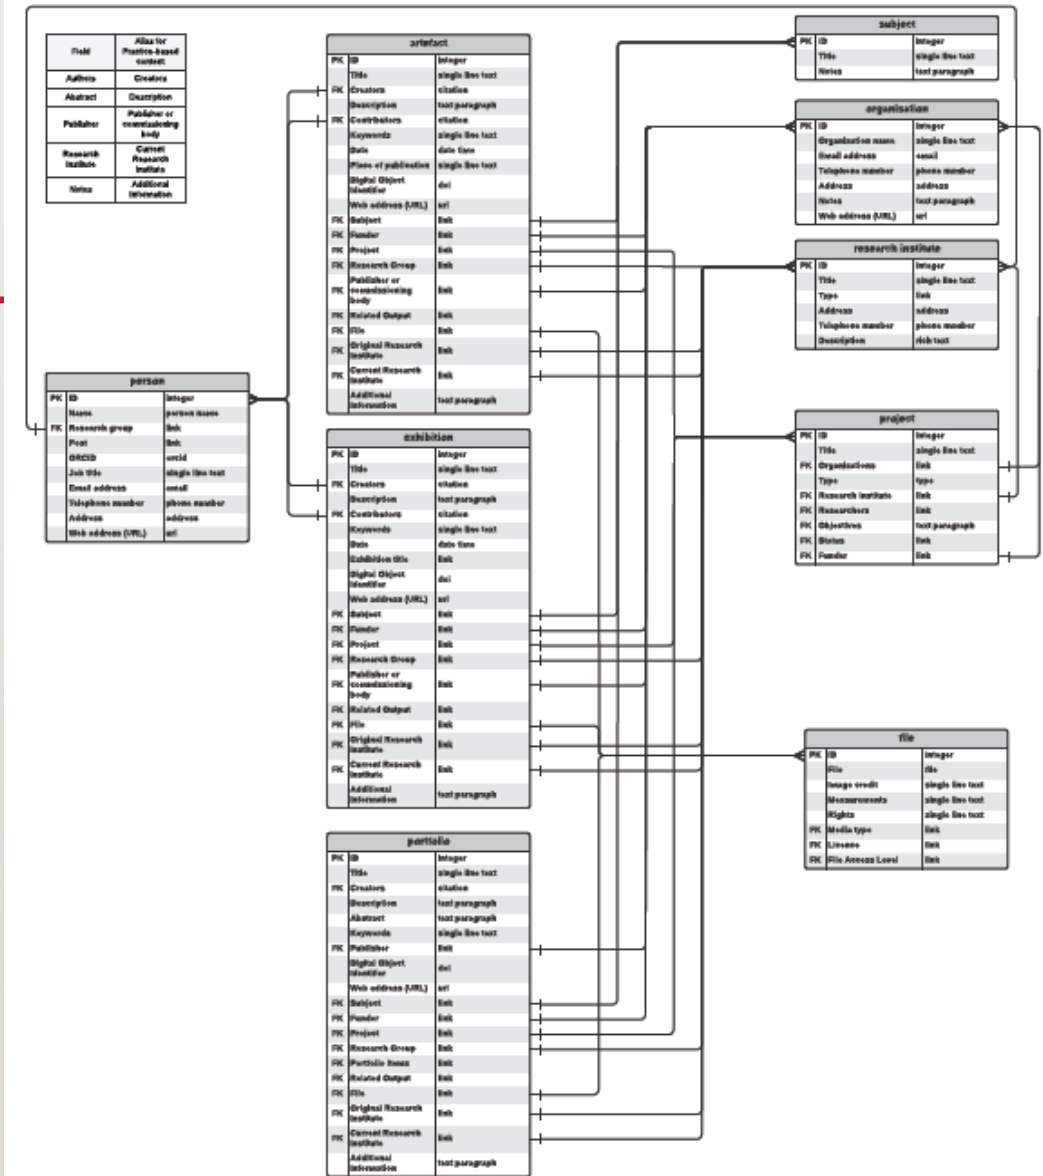 Field
Alias for
Practice-based
content
Authors
Creators
Abstract
Description
Publisher
Publisher or
commissioning
body
Research
Institute
Current
Research
Institute
Notes
Additional
Information
artefact
PK ID integer
Title single line text
FK Creators citation
Description text paragraph
FK Contributors citation
Keywords single line text
Date date time
Place of publication single line text
Digital Object
Identifier doi
Web address (URL) url
FK Subject link
FK Funder link
FK Project link
FK Research Group link
Publisher or
FK commissioning link
body
FK Related Output link
FK File link
FK Original Research link
Institute
FK Current Research link
Institute
Additional
Information text paragraph
person
PK ID integer
Name person name
FK Research group link
Post link
ORCID orcid
Job title single line text
Email address email
Telephone number phone number
Address address
Web address (URL) url
exhibition
PK ID integer
Title single line text
FK Creators citation
Description text paragraph
FK Contributors citation
Keywords single line text
Date date time
Exhibition title link
Digital Object
Identifier doi
Web address (URL) url
FK Subject link
FK Funder link
FK Project link
FK Research Group link
Publisher or
FK commissioning link
body
FK Related Output link
FK File link
FK Original Research link
Institute
FK Current Research link
Institute
Additional
Information text paragraph
portfolio
PK ID integer
Title single line text
FK Creators citation
Description text paragraph
Abstract text paragraph
Keywords single line text
FK Publisher link
Digital Object
Identifier doi
Web address (URL) url
FK Subject link
FK Funder link
FK Project link
FK Research Group link
FK Portfolio Items link
FK Related Output link
FK File link
FK Original Research link
Institute
FK Current Research link
Institute
Additional
Information text paragraph
subject
PK ID integer
Title single line text
Notes text paragraph
organisation
PK ID integer
Organisation name single line text
Email address email
Telephone number phone number
Address address
Notes text paragraph
Web address (URL) url
research institute
PK ID integer
Title single line text
Type link
Address address
Telephone number phone number
Description rich text
project
PK ID integer
Title single line text
FK Organisations link
Type type
FK Research Institute link
FK Researchers link
FK Objectives text paragraph
FK Status link
FK Funder link
file
PK ID integer
File file
Image credit single line text
Measurements single line text
Rights single line text
FK Media type link
FK License link
FK File Access Level link